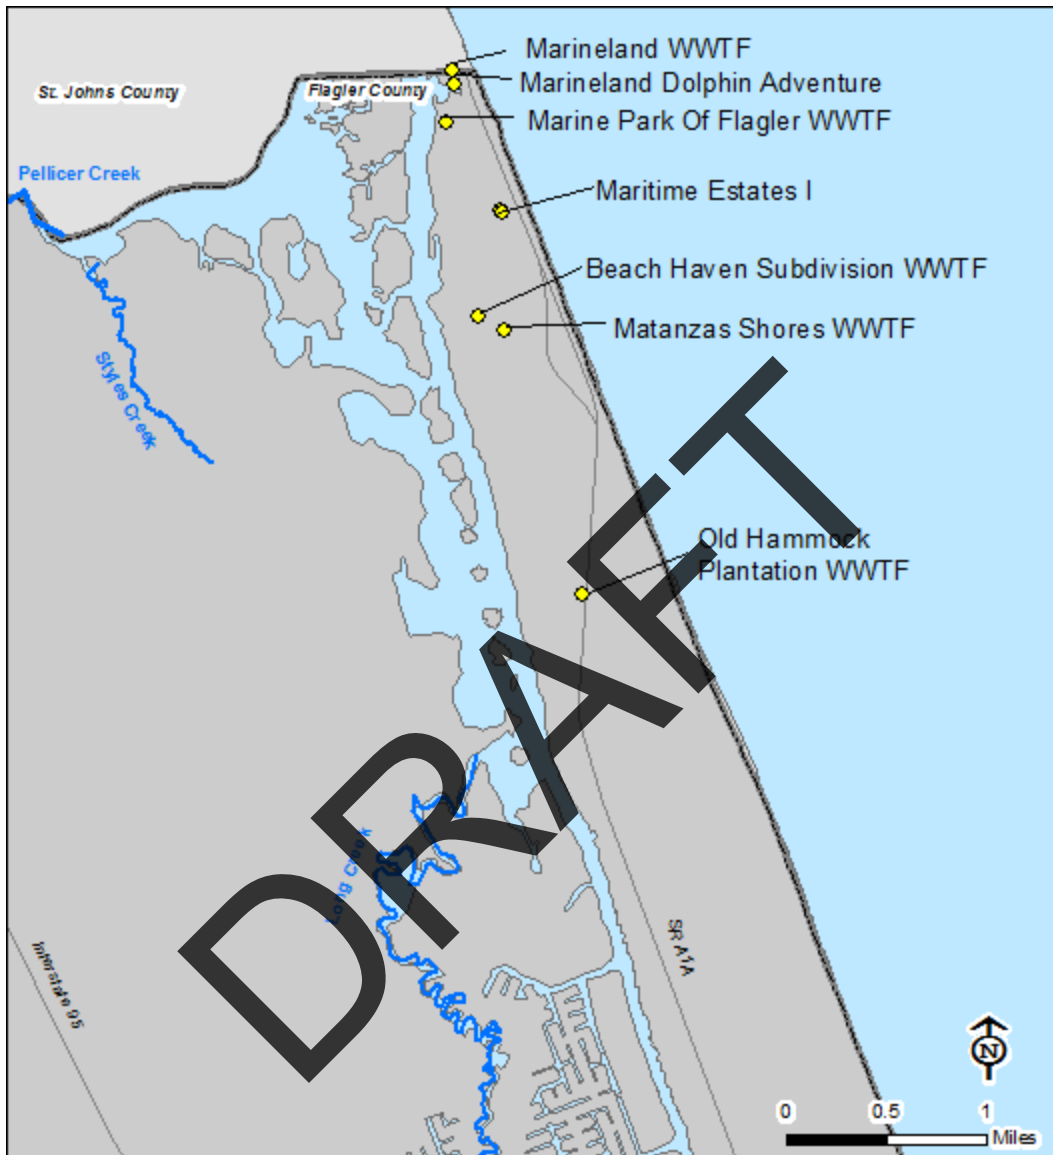 Marineland WWTF
Marineland Dolphin Adventure
St. Johns County
Flagler County
Marine Park Of Flagler WWTF
Pellicer Creek
Maritime Estates I
Beach Haven Subdivision WWTF
Matanzas Shores WWTF
Styles Creek
Old Hammock
Plantation WWTF
DRAFT
Long Creek
SR A1A
Interstate 95
N
0 0.5 1
Miles